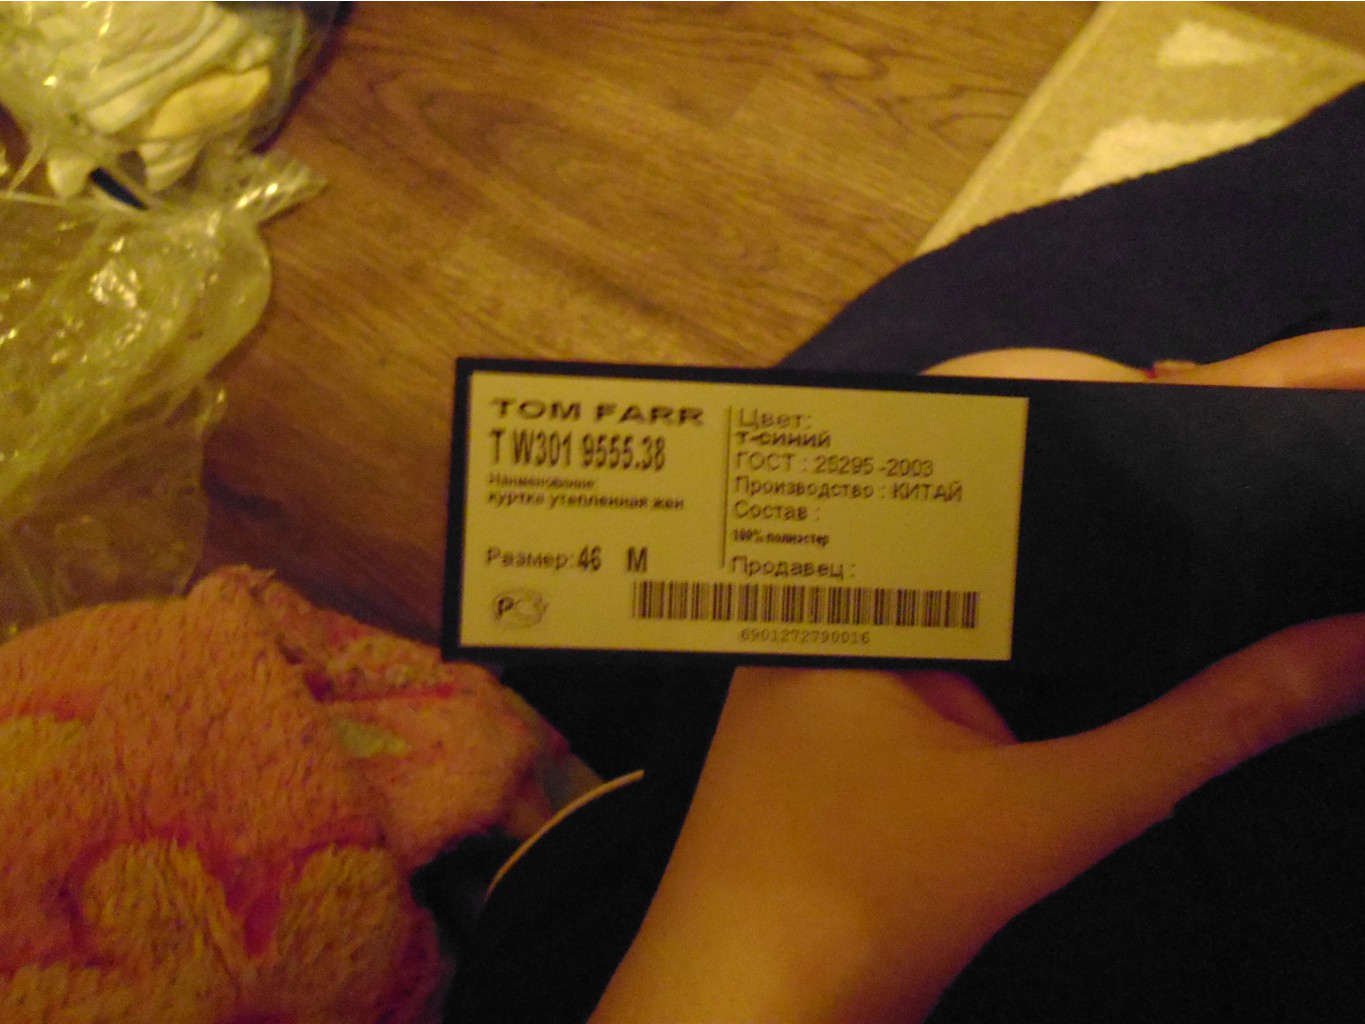 TOM FARR
T W301 9555.38
Наименование:
куртка утепленная жен
Размер: 46 M
Цвет:
т-синий
ГОСТ : 25295 -2003
Производство : КИТАЙ
Состав :
100% полиэстер
Продавец :
6901272790016